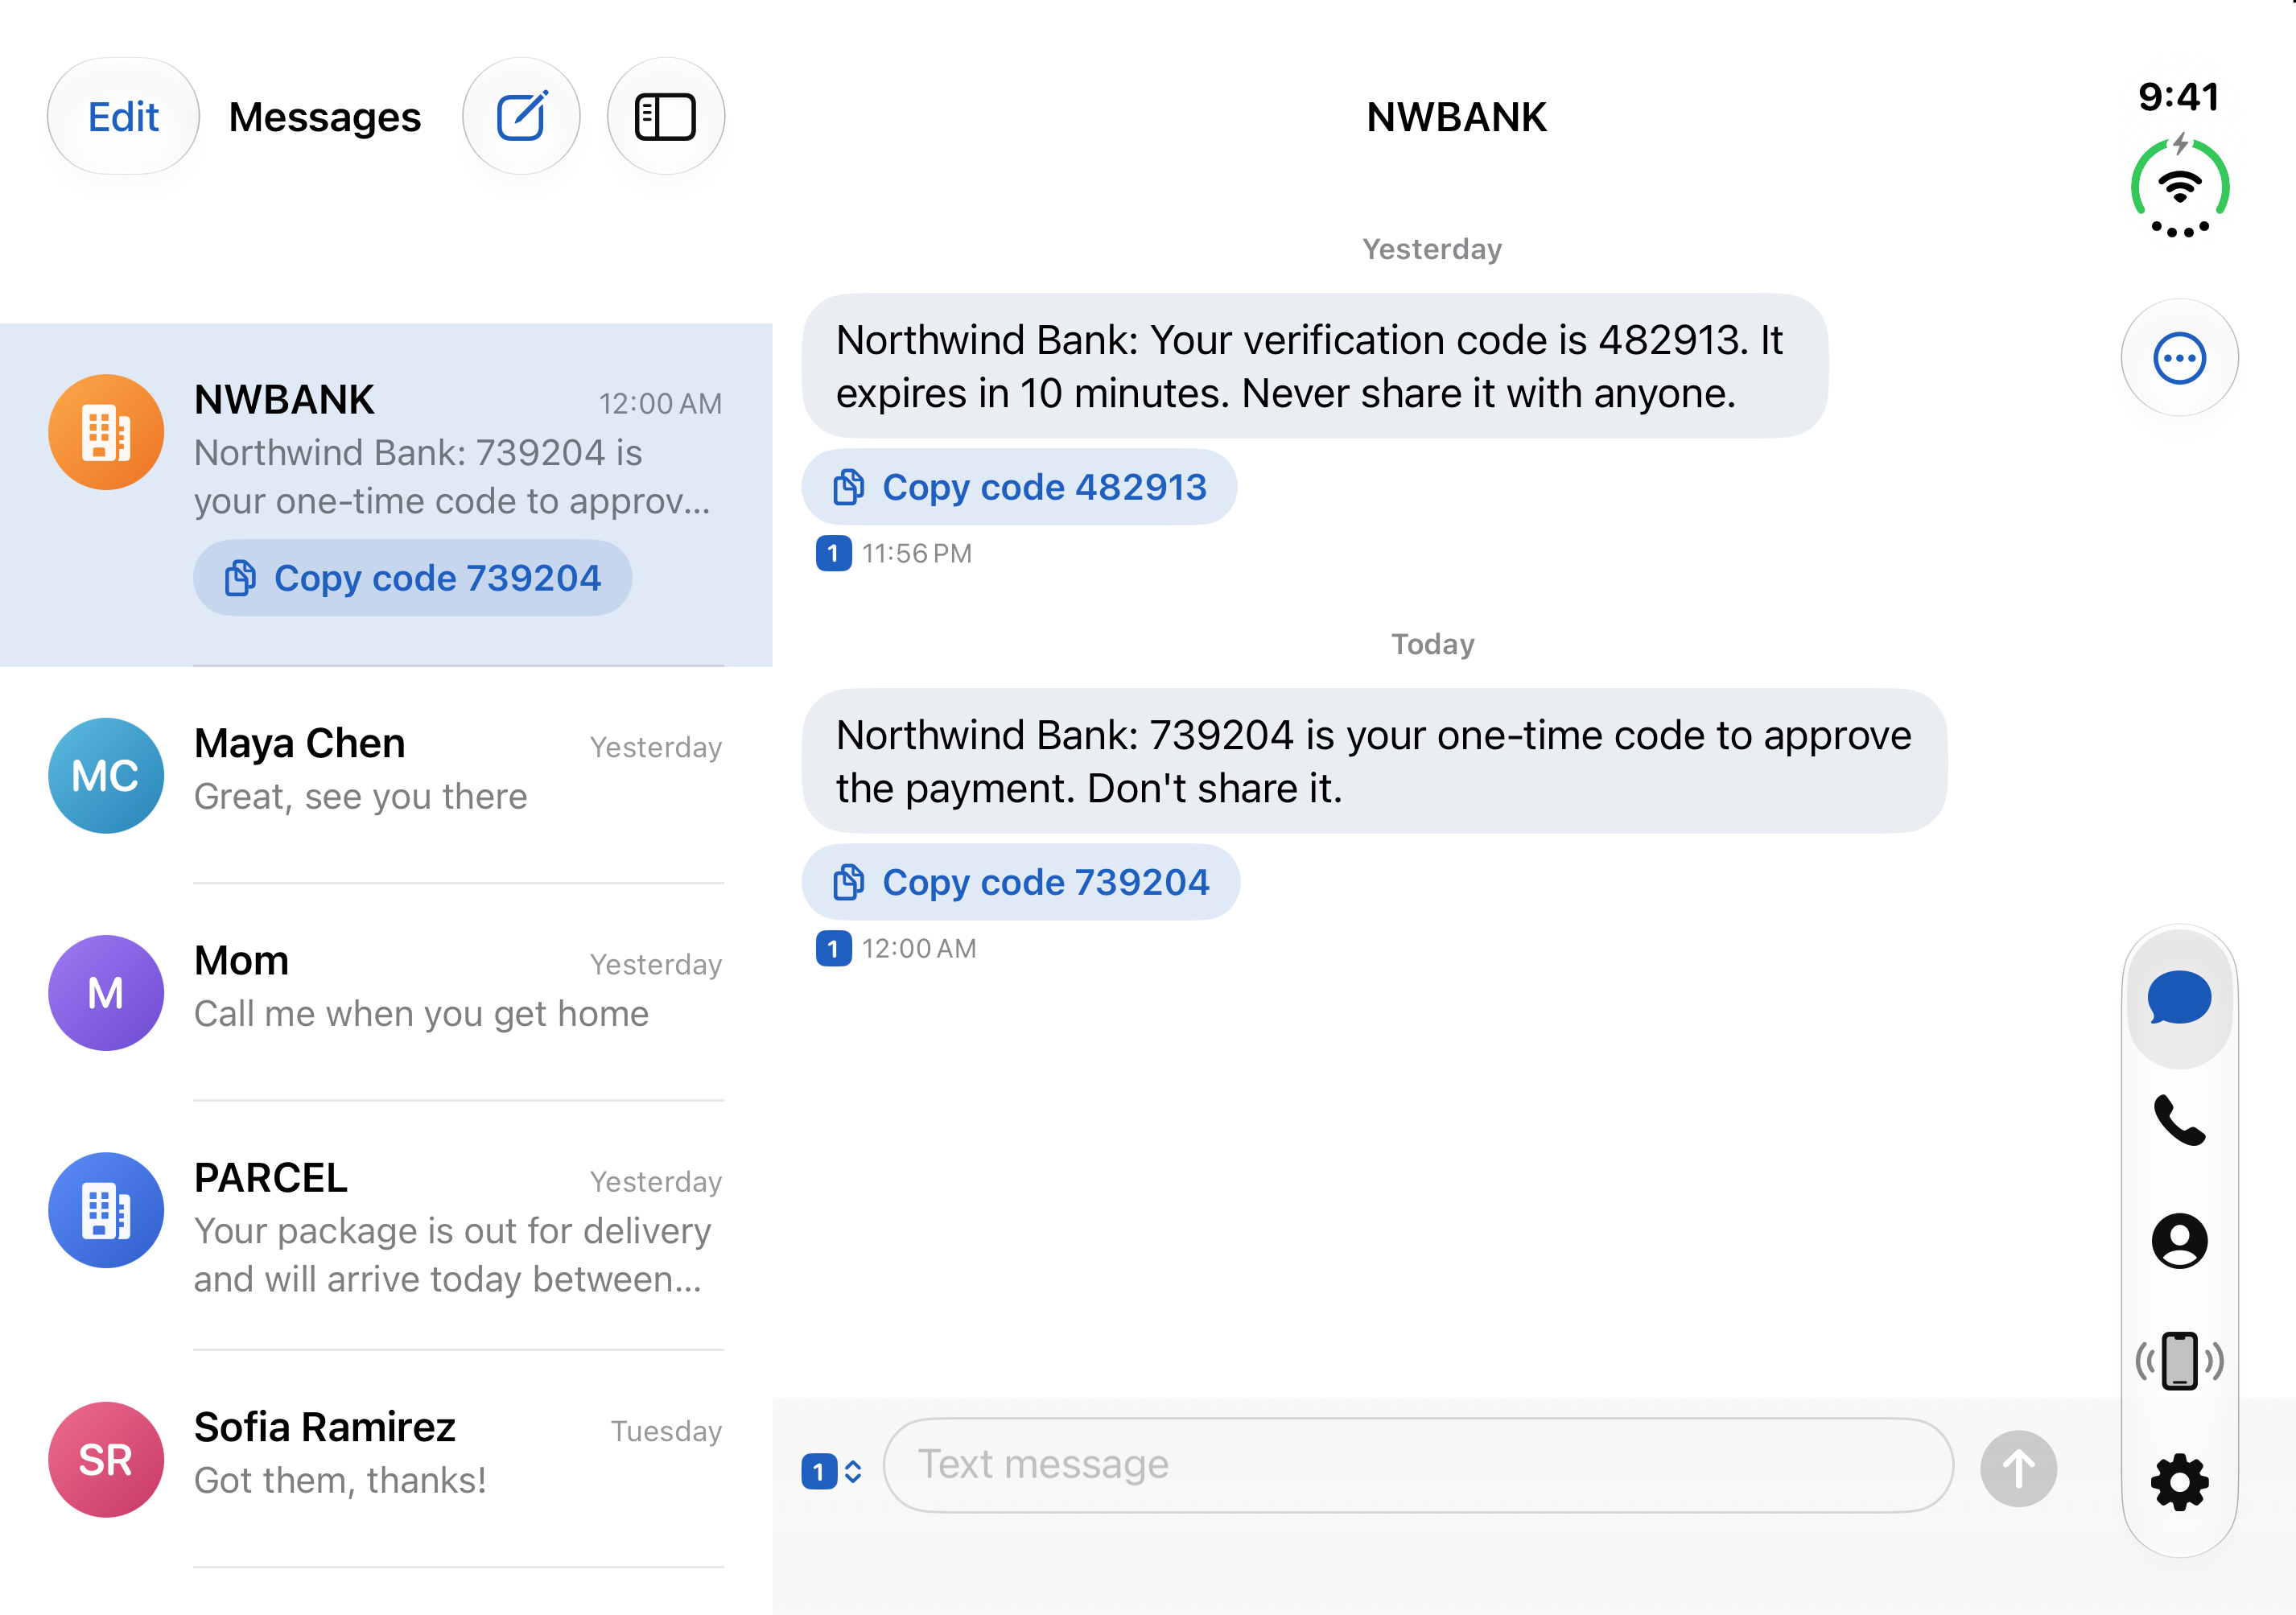 Edit
Messages
NWBANK
12:00 AM
Northwind Bank: 739204 is
your one-time code to approv...
Copy code 739204
Maya Chen
Yesterday
MC
Great, see you there
Mom
Yesterday
M
Call me when you get home
PARCEL
Yesterday
Your package is out for delivery
and will arrive today between...
Sofia Ramirez
Tuesday
SR
Got them, thanks!
NWBANK
9:41
Yesterday
Northwind Bank: Your verification code is 482913. It
expires in 10 minutes. Never share it with anyone.
Copy code 482913
1 11:56 PM
Today
Northwind Bank: 739204 is your one-time code to approve
the payment. Don't share it.
Copy code 739204
1 12:00 AM
1
Text message